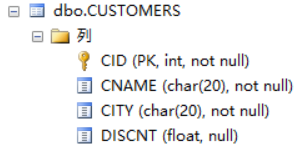 dbo.CUSTOMERS
列
CID (PK, int, not null)
CNAME (char(20), not null)
CITY (char(20), not null)
DISCNT (float, null)